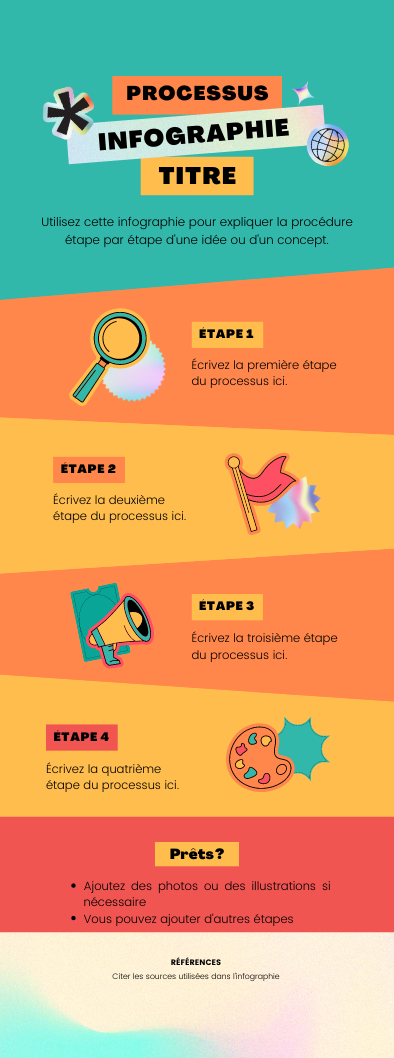 PROCESSUS
INFOGRAPHIE
TITRE
Utilisez cette infographie pour expliquer la procédure
étape par étape d'une idée ou d'un concept.
ÉTAPE 1
Écrivez la première étape
du processus ici.
ÉTAPE 2
Écrivez la deuxième
étape du processus ici.
ÉTAPE 3
Écrivez la troisième étape
du processus ici.
ÉTAPE 4
Écrivez la quatrième
étape du processus ici.
Prêts?
• Ajoutez des photos ou des illustrations si
nécessaire
• Vous pouvez ajouter d'autres étapes
RÉFÉRENCES
Citer les sources utilisées dans l'infographie